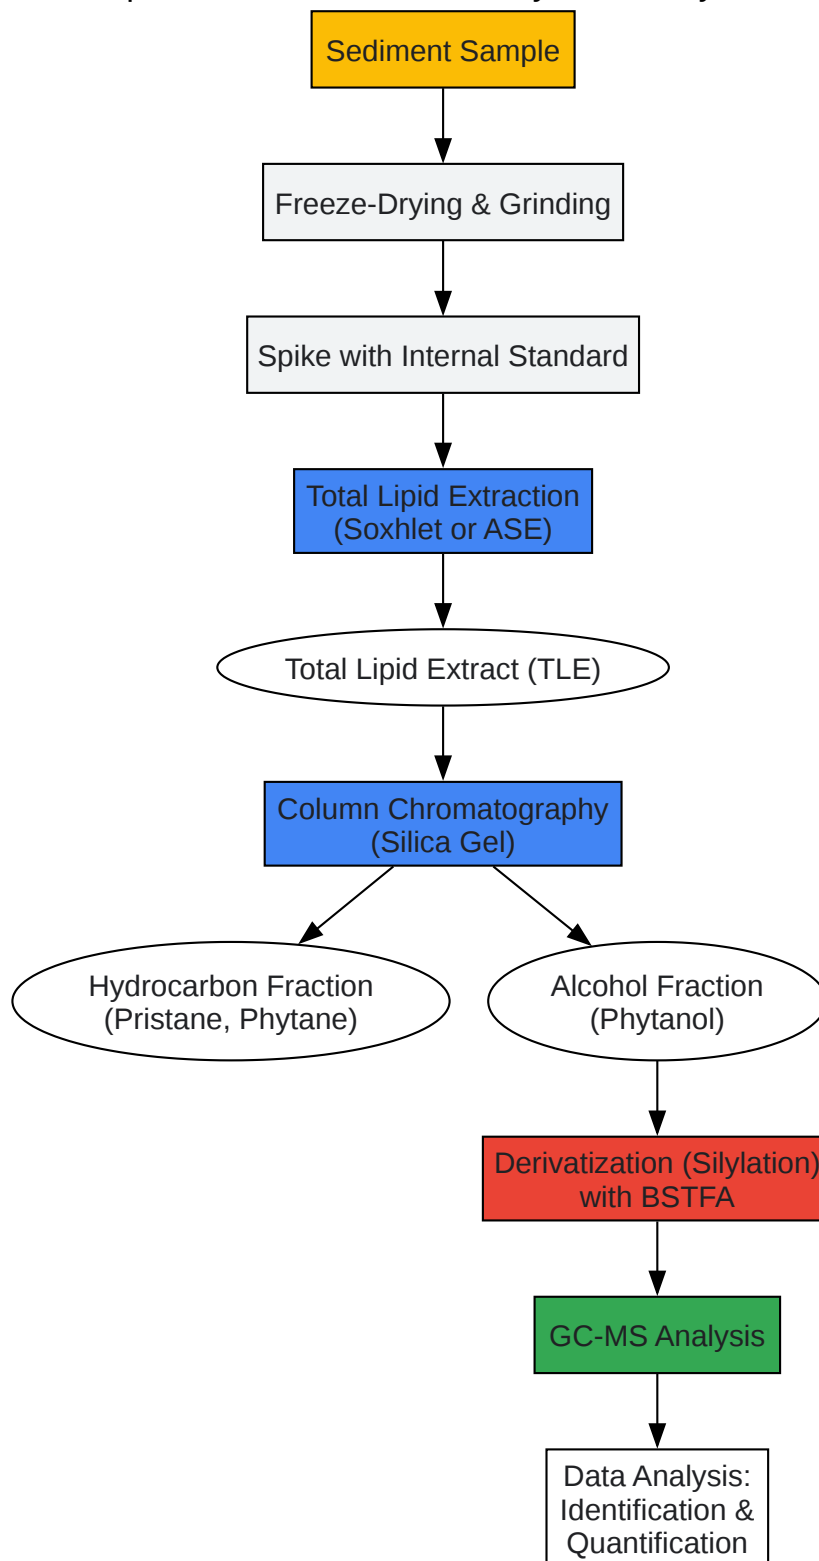 Sediment Sample
Freeze-Drying & Grinding
Spike with Internal Standard
Total Lipid Extraction
(Soxhlet or ASE)
Total Lipid Extract (TLE)
Column Chromatography
(Silica Gel)
Hydrocarbon Fraction
(Pristane, Phytane)
Alcohol Fraction
(Phytanol)
Derivatization (Silylation)
with BSTFA
GC-MS Analysis
Data Analysis:
Identification &
Quantification